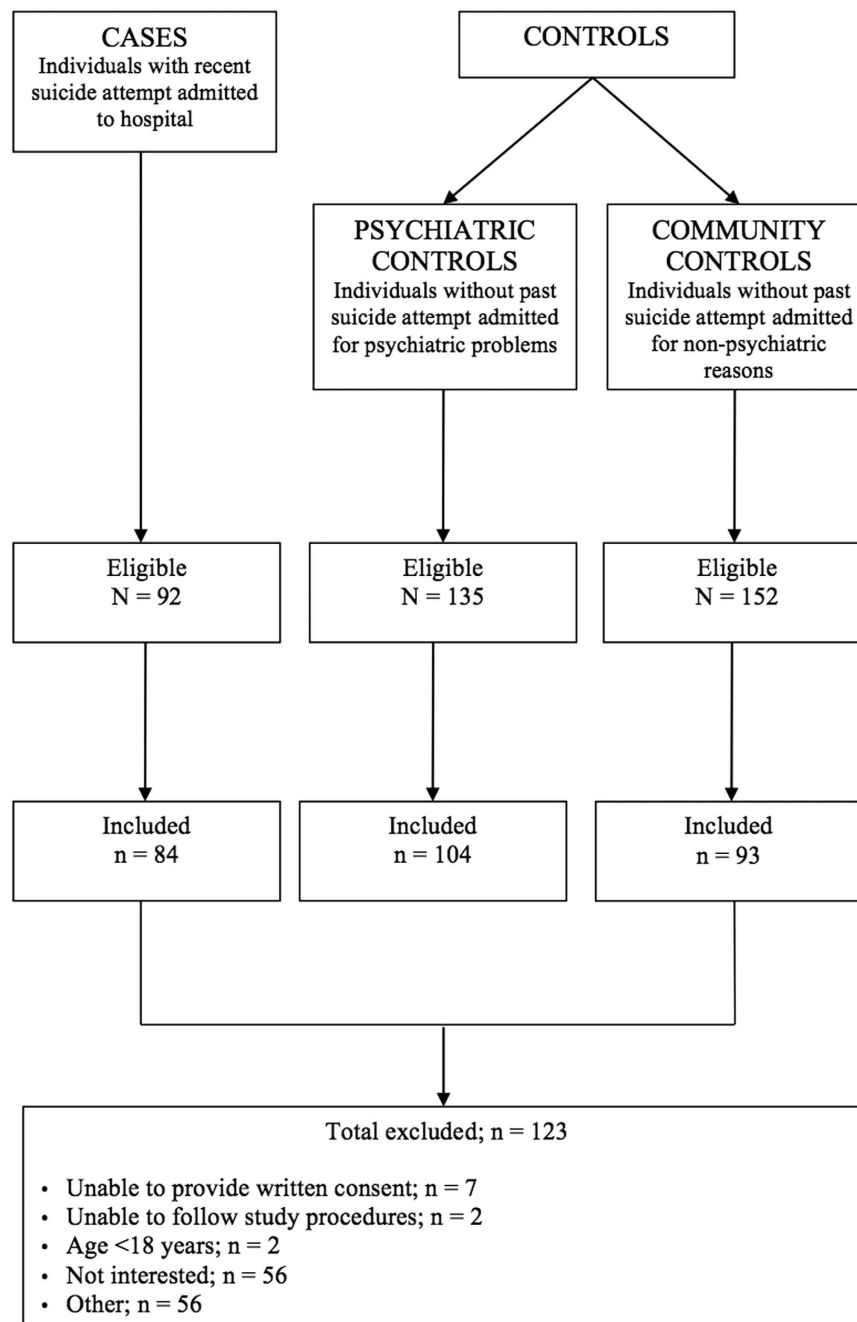 CASES
Individuals with recent
suicide attempt admitted
to hospital
CONTROLS
PSYCHIATRIC
CONTROLS
Individuals without past
suicide attempt admitted
for psychiatric problems
COMMUNITY
CONTROLS
Individuals without past
suicide attempt admitted
for non-psychiatric
reasons
Eligible
N = 92
Eligible
N = 135
Eligible
N = 152
Included
n = 84
Included
n = 104
Included
n = 93
Total excluded; n = 123
• Unable to provide written consent; n = 7
• Unable to follow study procedures; n = 2
• Age <18 years; n = 2
• Not interested; n = 56
• Other; n = 56